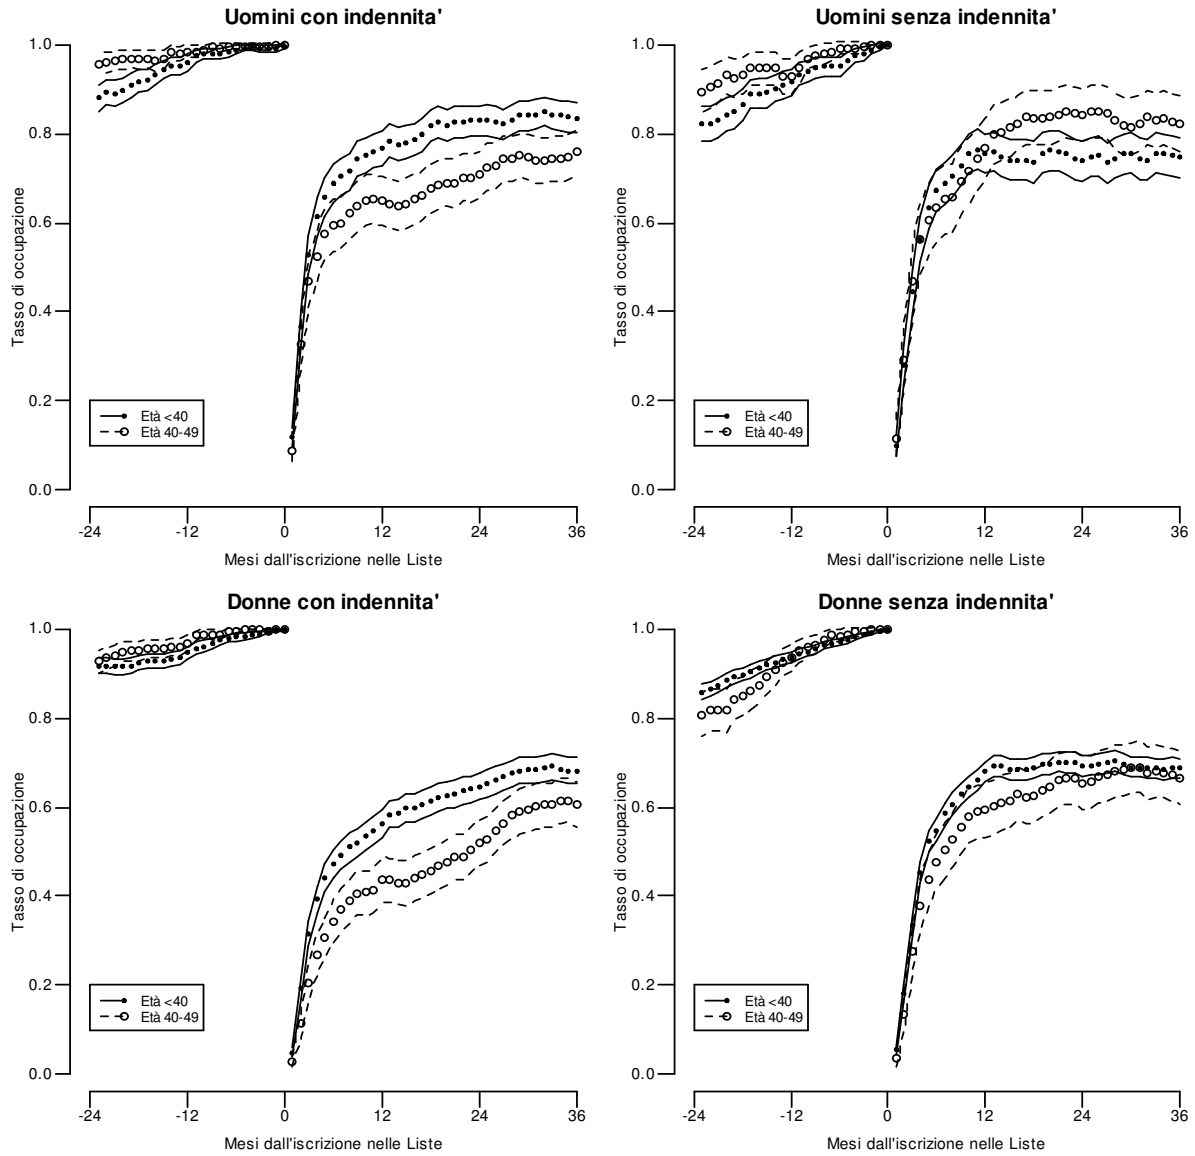 Uomini con indennita'
Tasso di occupazione
1.0
0.8
0.6
0.4
0.2
0.0
Età <40
Età 40-49
-24 -12 0 12 24 36
Mesi dall'iscrizione nelle Liste
Uomini senza indennita'
Tasso di occupazione
1.0
0.8
0.6
0.4
0.2
0.0
Età <40
Età 40-49
-24 -12 0 12 24 36
Mesi dall'iscrizione nelle Liste
Donne con indennita'
Tasso di occupazione
1.0
0.8
0.6
0.4
0.2
0.0
Età <40
Età 40-49
-24 -12 0 12 24 36
Mesi dall'iscrizione nelle Liste
Donne senza indennita'
Tasso di occupazione
1.0
0.8
0.6
0.4
0.2
0.0
Età <40
Età 40-49
-24 -12 0 12 24 36
Mesi dall'iscrizione nelle Liste